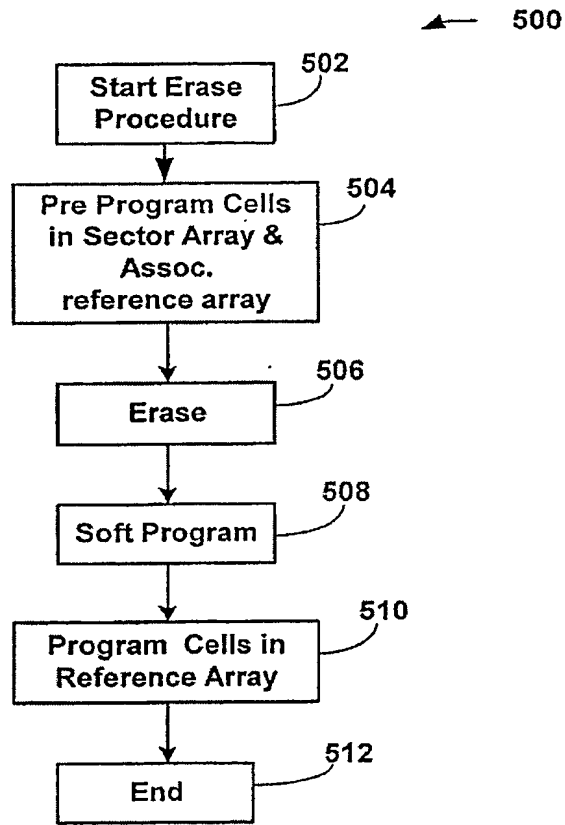 500
502
Start Erase
Procedure
504
Pre Program Cells
in Sector Array &
Assoc.
reference array
506
Erase
508
Soft Program
510
Program Cells in
Reference Array
512
End